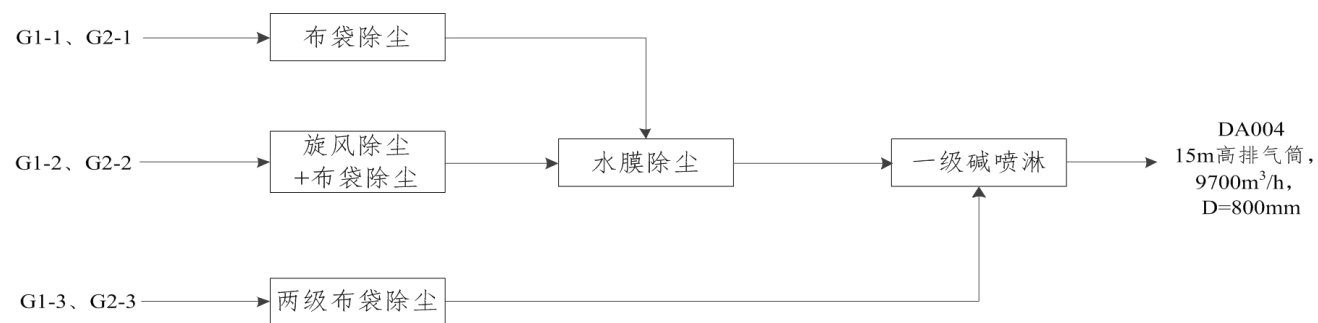 G1-1、G2-1
布袋除尘
G1-2、G2-2
旋风除尘
+布袋除尘
水膜除尘
一级碱喷淋
DA004
15m高排气筒，
9700m³/h，
D=800mm
G1-3、G2-3
两级布袋除尘